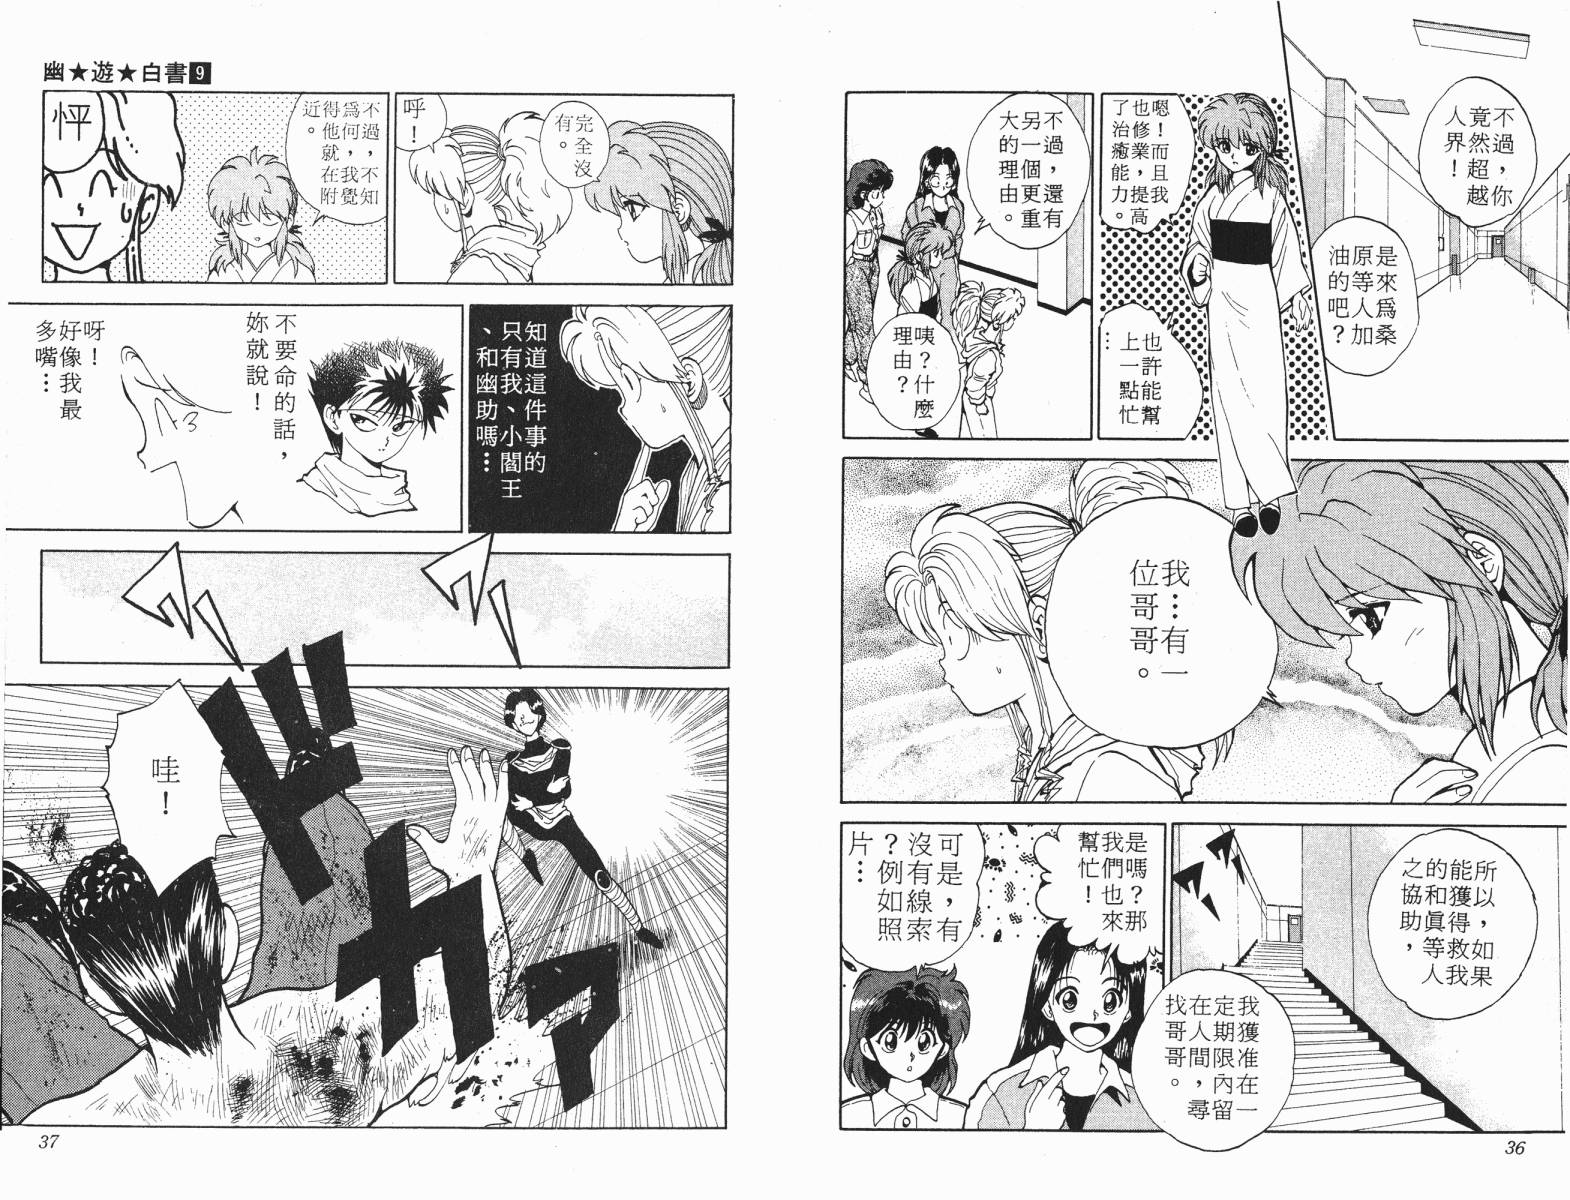 不過，你
竟然超越
人界！
是來為桑
原等人加
油的吧？
嗯！而且我
也修業，提高
了治癒能力。
也許能幫
上一點忙
…
不過，還有
另一個更重
大的理由。
咦？什麼
理由？
我…有一
位哥哥。
所以，如果
能獲得救我
的和眞等人
之協助，
我獲准在一
定期限內留
在人間，尋
找哥哥。
是嗎？那
我們也來
幫忙！
可是，有
沒有線索
？例如照
片…
36
幽★遊★白書9
完全沒
有。
呼！
不過，不知
為何，我覺
得他就在附
近。
怦
知道這件事的
只有我、小閻王
、和幽助嗎…
不要命的話，
妳就說！
呀！
好像我最
多嘴…
ドドガァ
哇！
37